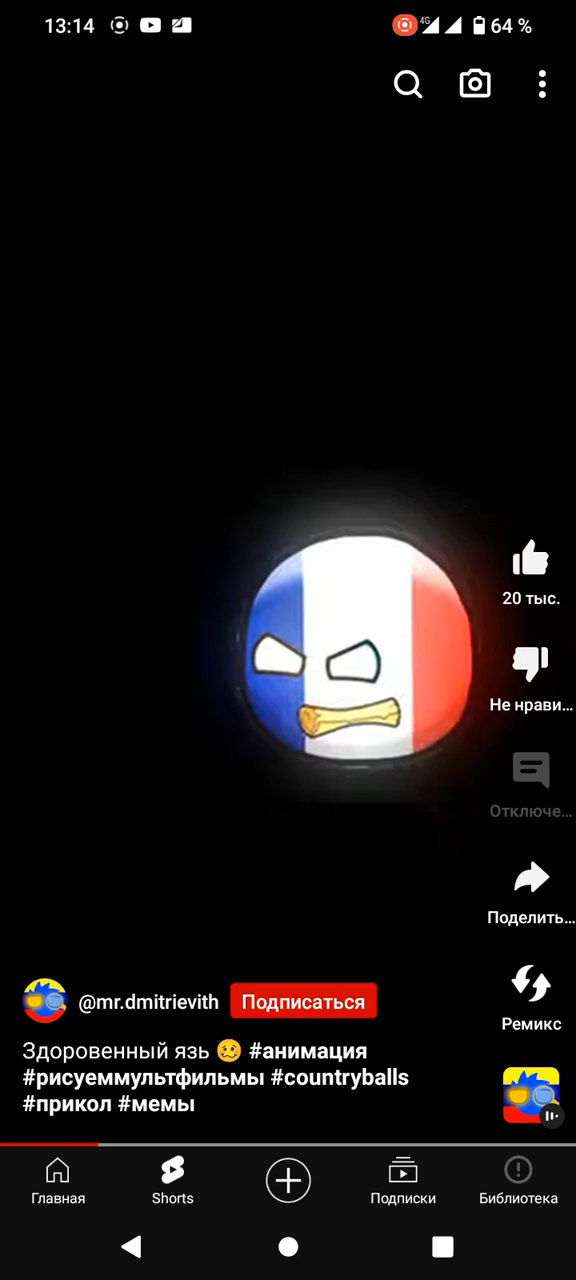 13:14
4G
64 %
20 тыс.
Не нрави...
Отключе...
Поделить...
@mr.dmitrievith Подписаться
Ремикс
Здоровенный язь 🥴 #анимация
#рисуеммультфильмы #countryballs
#прикол #мемы
Главная Shorts Подписки Библиотека